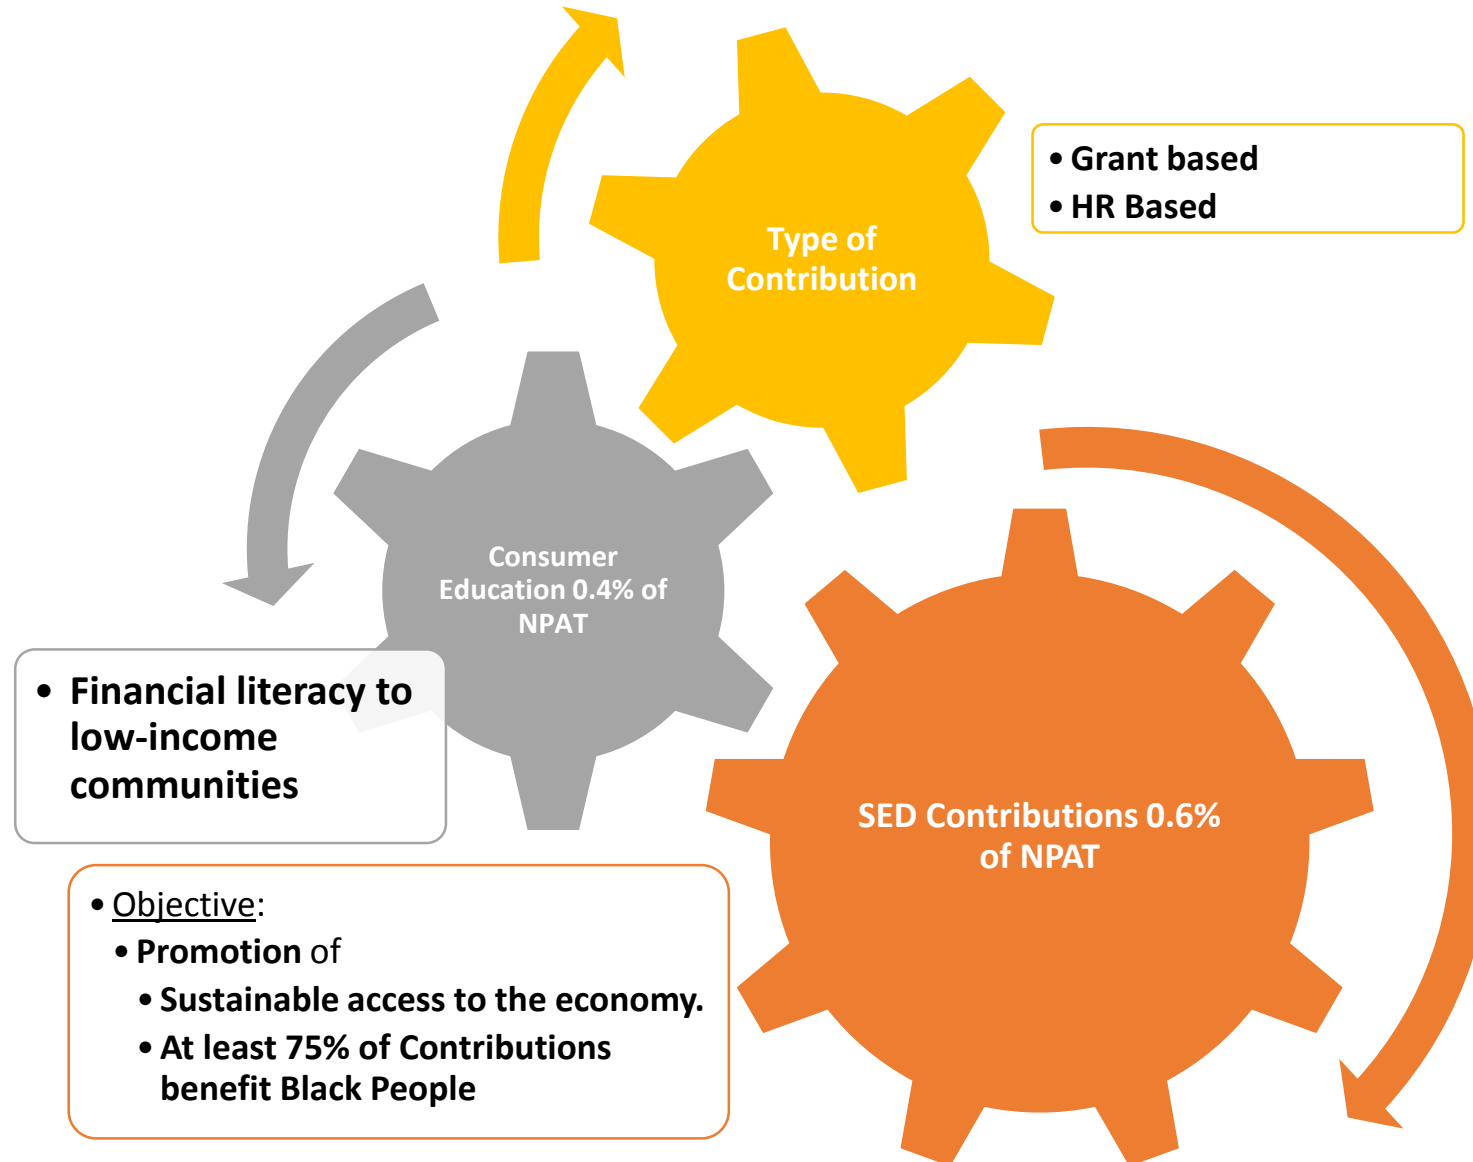 • Grant based
• HR Based
Type of
Contribution
Consumer
Education 0.4% of
NPAT
• Financial literacy to
low-income
communities
SED Contributions 0.6%
of NPAT
• Objective:
• Promotion of
• Sustainable access to the economy.
• At least 75% of Contributions
benefit Black People